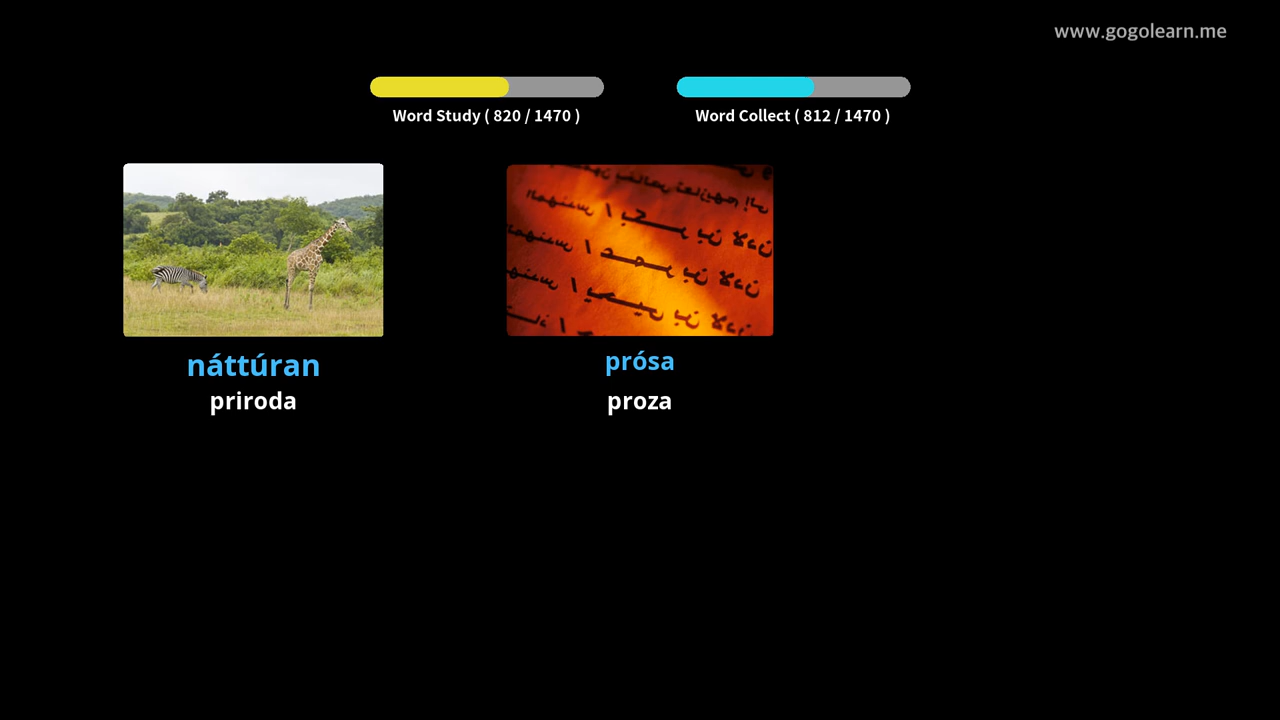 www.gogolearn.me
Word Study ( 820 / 1470 )
Word Collect ( 812 / 1470 )
náttúran
priroda
prósa
proza